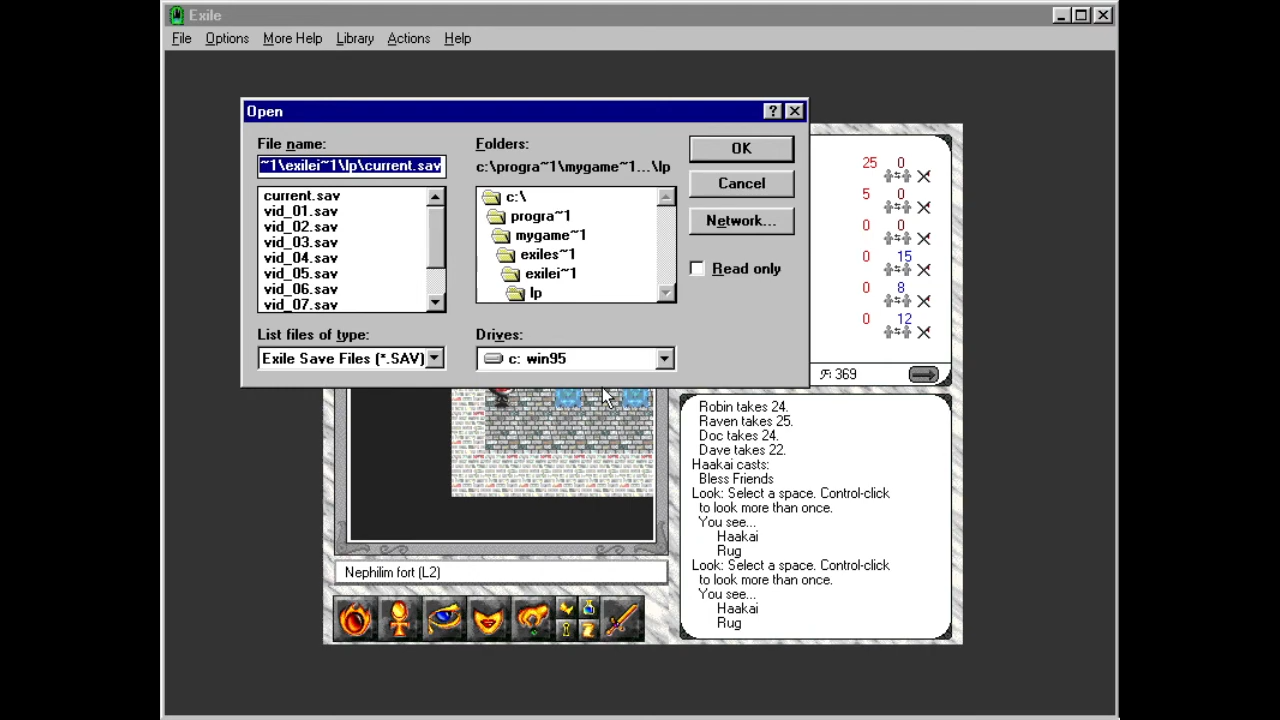 Exile
File Options More Help Library Actions Help
Open
File name:
~1\exilei~1\lp\current.sav
current.sav
vid_01.sav
vid_02.sav
vid_03.sav
vid_04.sav
vid_05.sav
vid_06.sav
vid_07.sav
List files of type:
Exile Save Files (*.SAV)
Folders:
c:\progra~1\mygame~1...\lp
c:\
progra~1
mygame~1
exiles~1
exilei~1
lp
Drives:
c: win95
OK
Cancel
Network...
Read only
25 0
5 0
0 0
0 15
0 8
0 12
369
Robin takes 24.
Raven takes 25.
Doc takes 24.
Dave takes 22.
Haakai casts:
Bless Friends
Look: Select a space. Control-click
to look more than once.
You see...
Haakai
Rug
Look: Select a space. Control-click
to look more than once.
You see...
Haakai
Rug
Nephilim fort (L2)